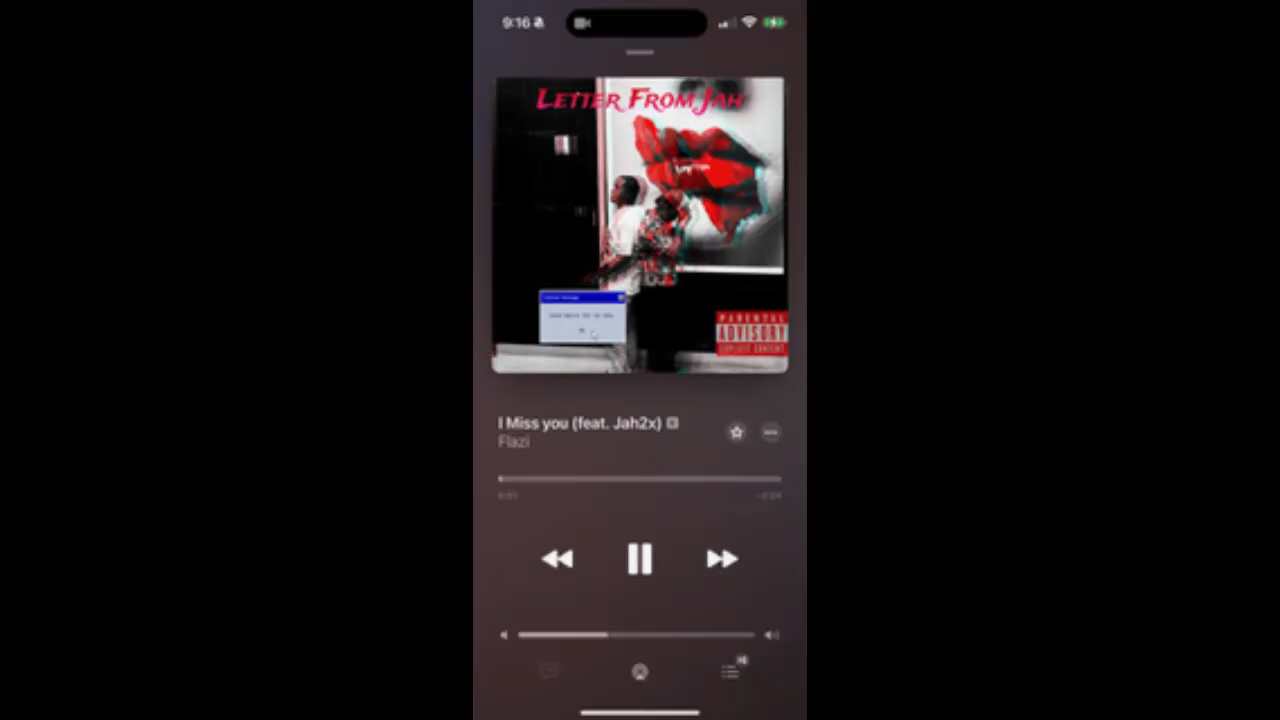 9:16
LETTER FROM JAH
PARENTAL
ADVISORY
EXPLICIT CONTENT
I Miss you (feat. Jah2x) E
Flazi